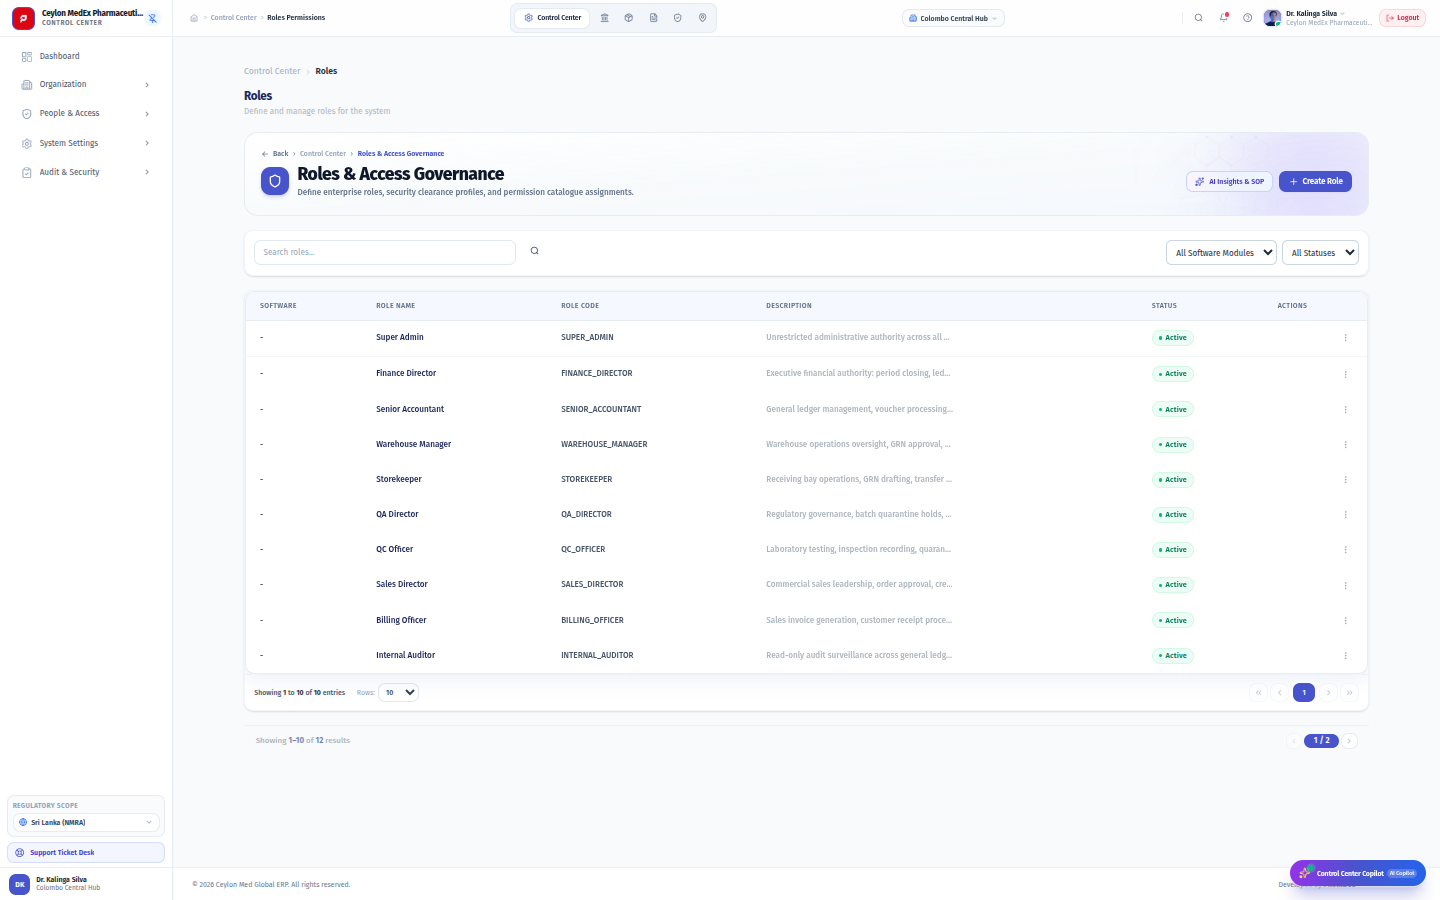 Ceylon MedEx Pharmaceuti...
CONTROL CENTER
Control Center > Roles Permissions
Control Center
Colombo Central Hub
Dr. Kalinga Silva
Ceylon MedEx Pharmaceuti...
Logout
Dashboard
Organization
People & Access
System Settings
Audit & Security
Control Center
Roles
Roles
Define and manage roles for the system
Back > Control Center > Roles & Access Governance
Roles & Access Governance
Define enterprise roles, security clearance profiles, and permission catalogue assignments.
AI Insights & SOP
Create Role
Search roles...
All Software Modules
All Statuses
SOFTWARE ROLE NAME ROLE CODE DESCRIPTION STATUS ACTIONS
- Super Admin SUPER_ADMIN Unrestricted administrative authority across all ... Active
- Finance Director FINANCE_DIRECTOR Executive financial authority: period closing, led... Active
- Senior Accountant SENIOR_ACCOUNTANT General ledger management, voucher processing... Active
- Warehouse Manager WAREHOUSE_MANAGER Warehouse operations oversight, GRN approval, ... Active
- Storekeeper STOREKEEPER Receiving bay operations, GRN drafting, transfer ... Active
- QA Director QA_DIRECTOR Regulatory governance, batch quarantine holds, ... Active
- QC Officer QC_OFFICER Laboratory testing, inspection recording, quaran... Active
- Sales Director SALES_DIRECTOR Commercial sales leadership, order approval, cre... Active
- Billing Officer BILLING_OFFICER Sales invoice generation, customer receipt proce... Active
- Internal Auditor INTERNAL_AUDITOR Read-only audit surveillance across general ledg... Active
Showing 1 to 10 of 10 entries Rows: 10
1
Showing 1–10 of 12 results
1 / 2
REGULATORY SCOPE
Sri Lanka (NMRA)
Support Ticket Desk
DK
Dr. Kalinga Silva
Colombo Central Hub
© 2026 Ceylon Med Global ERP. All rights reserved.
Control Center Copilot AI Copilot